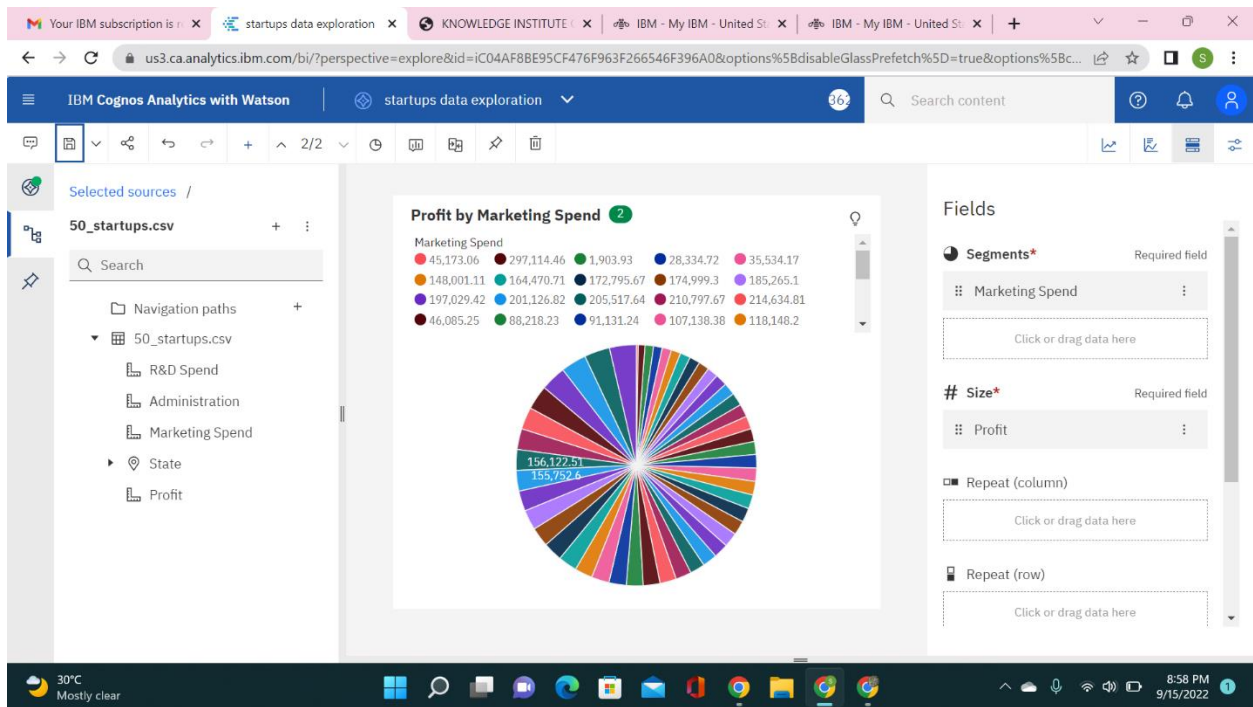 Your IBM subscription is r
startups data exploration
KNOWLEDGE INSTITUTE
IBM - My IBM - United St
IBM - My IBM - United St
us3.ca.analytics.ibm.com/bi/?perspective=explore&id=iC04AF8BE95CF476F963F266546F396A0&options%5BdisableGlassPrefetch%5D=true&options%5Bc...
S
IBM Cognos Analytics with Watson
startups data exploration
362
Search content
2/2
Selected sources /
50_startups.csv
Search
Navigation paths
50_startups.csv
R&D Spend
Administration
Marketing Spend
State
Profit
Profit by Marketing Spend 2
Marketing Spend
45,173.06 297,114.46 1,903.93 28,334.72 35,534.17
148,001.11 164,470.71 172,795.67 174,999.3 185,265.1
197,029.42 201,126.82 205,517.64 210,797.67 214,634.81
46,085.25 88,218.23 91,131.24 107,138.38 118,148.2
156,122.51
155,752.6
Fields
Segments* Required field
Marketing Spend
Click or drag data here
# Size* Required field
Profit
Repeat (column)
Click or drag data here
Repeat (row)
Click or drag data here
30°C
Mostly clear
8:58 PM
9/15/2022
1